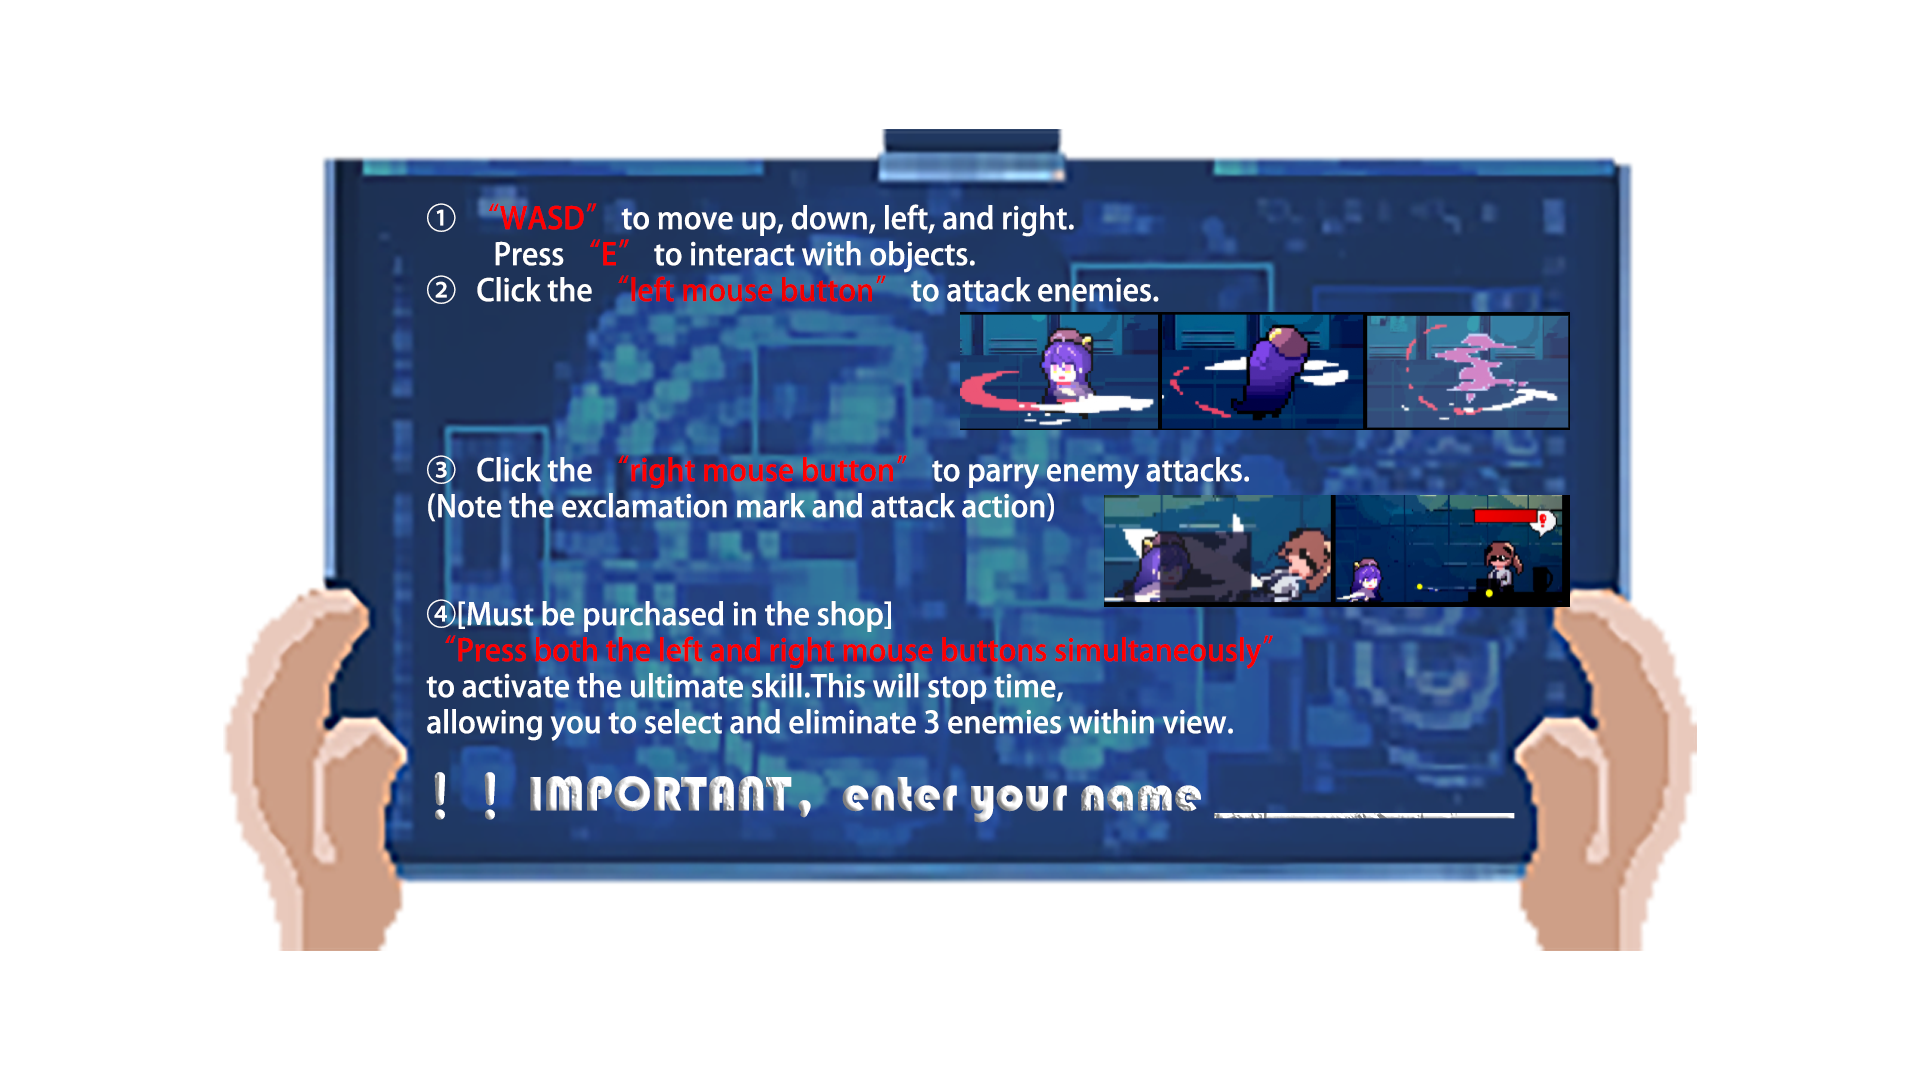 ① “WASD” to move up, down, left, and right.
Press “E” to interact with objects.
② Click the “left mouse button” to attack enemies.
③ Click the “right mouse button” to parry enemy attacks.
(Note the exclamation mark and attack action)
④[Must be purchased in the shop]
“Press both the left and right mouse buttons simultaneously”
to activate the ultimate skill.This will stop time,
allowing you to select and eliminate 3 enemies within view.
！！IMPORTANT， enter your name ____________